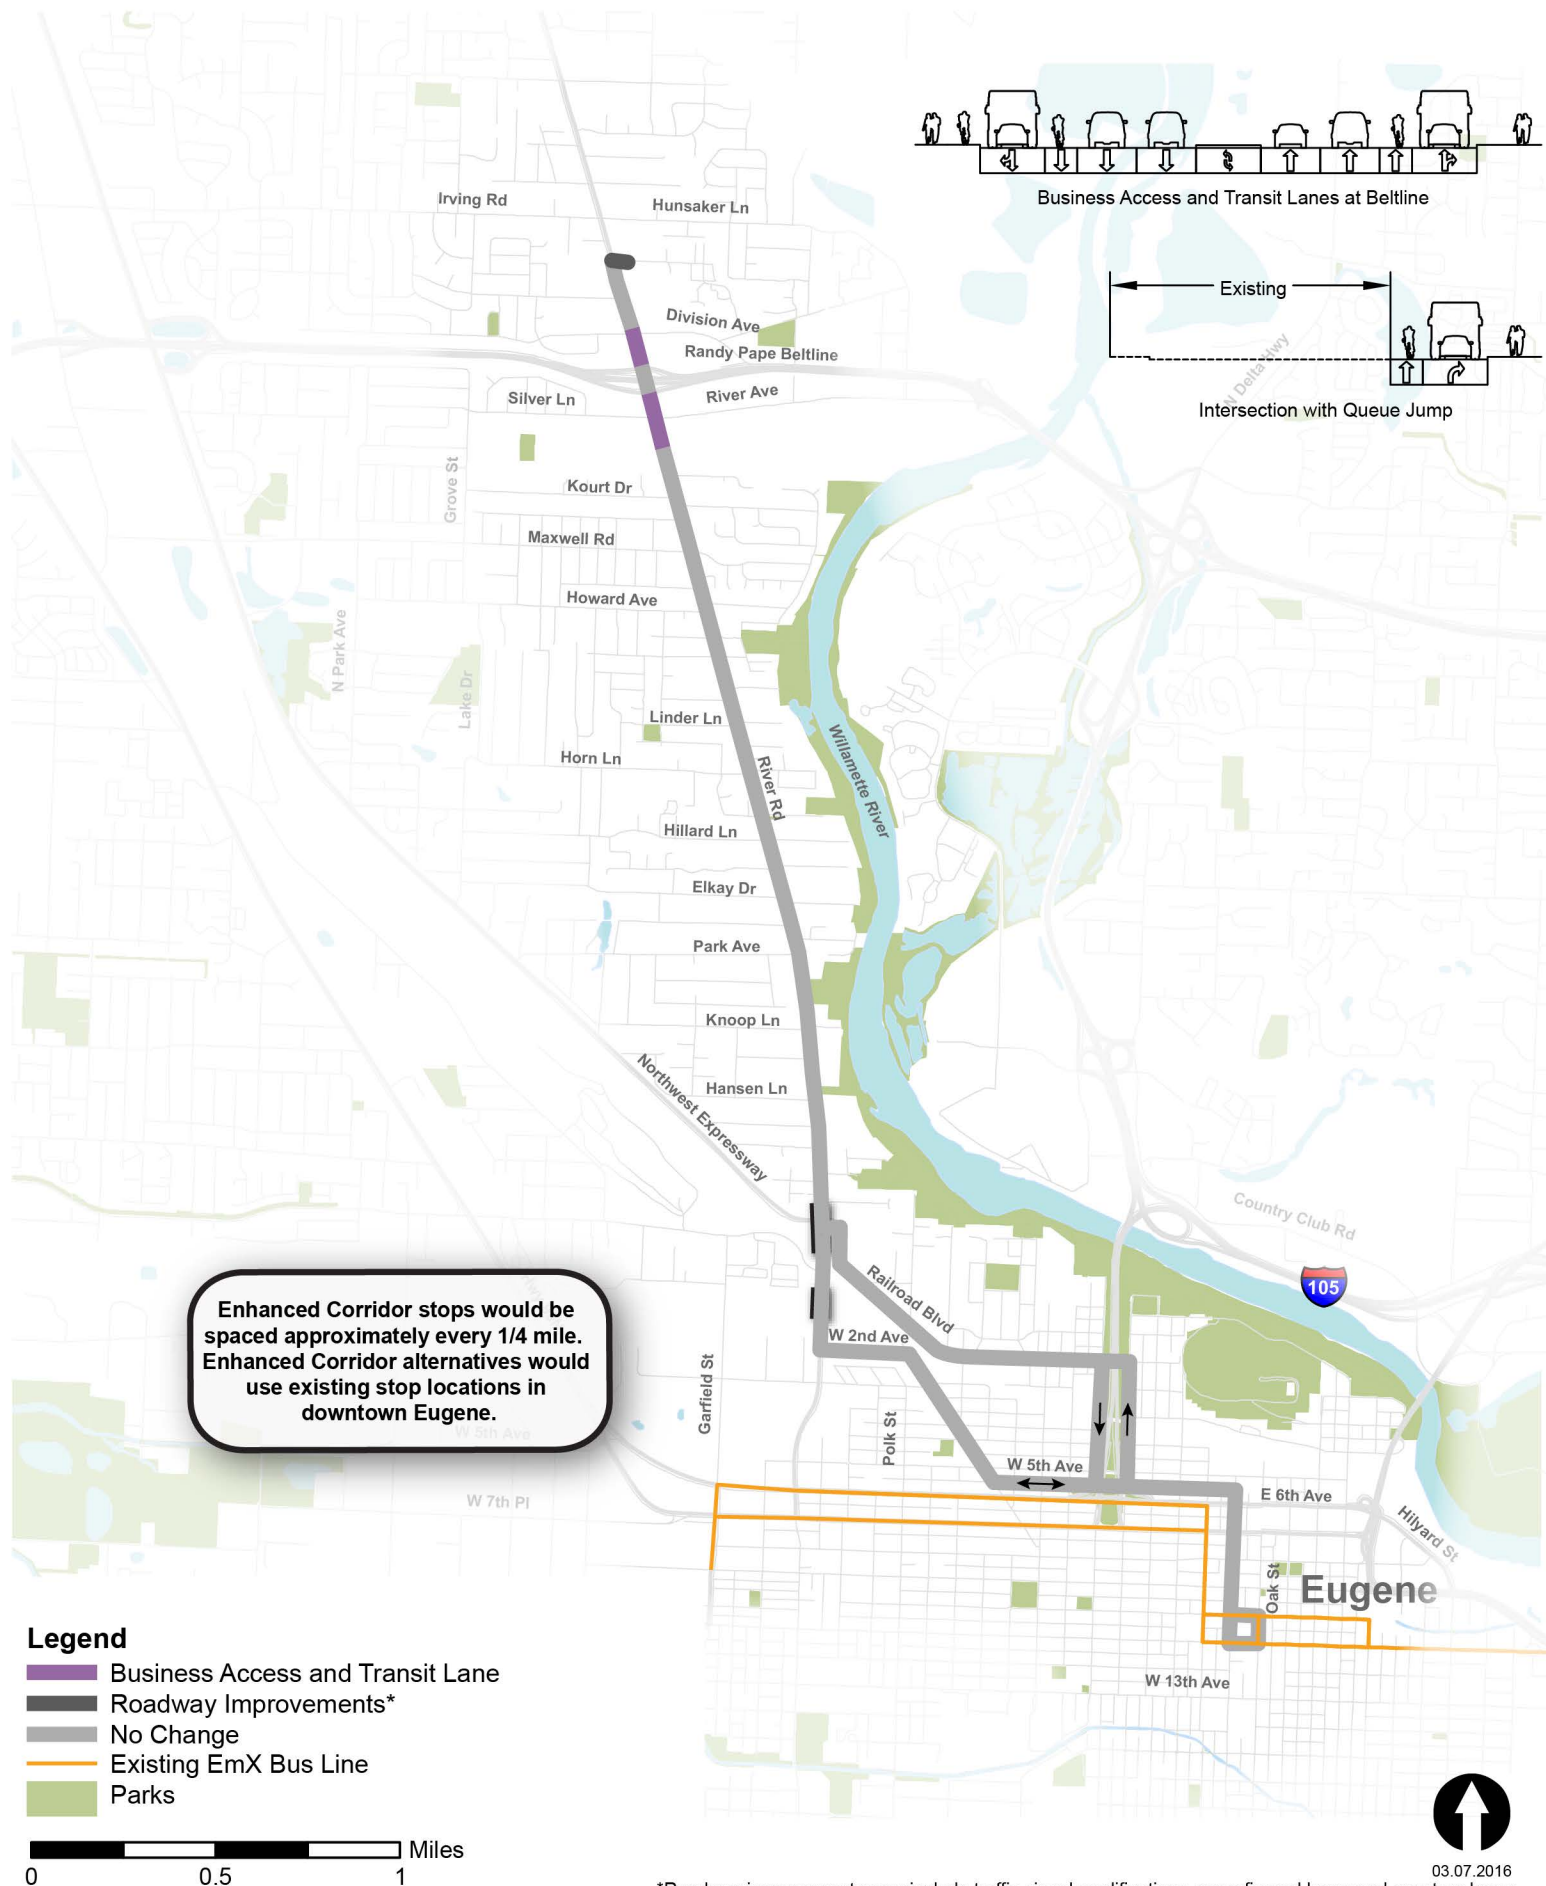 Business Access and Transit Lanes at Beltline
Existing
Intersection with Queue Jump
Irving Rd
Hunsaker Ln
Division Ave
Randy Pape Beltline
River Ave
Silver Ln
N Delta Hwy
Grove St
Kourt Dr
Maxwell Rd
Howard Ave
N Park Ave
Lake Dr
Linder Ln
Horn Ln
River Rd
Willamette River
Hillard Ln
Elkay Dr
Park Ave
Knoop Ln
Northwest Expressway
Hansen Ln
Country Club Rd
105
Railroad Blvd
W 2nd Ave
Garfield St
Polk St
W 5th Ave
W 5th Ave
W 7th Pl
E 6th Ave
Hilyard St
Oak St
Eugene
W 13th Ave
Enhanced Corridor stops would be
spaced approximately every 1/4 mile.
Enhanced Corridor alternatives would
use existing stop locations in
downtown Eugene.
Legend
Business Access and Transit Lane
Roadway Improvements*
No Change
Existing EmX Bus Line
Parks
Miles
0 0.5 1
03.07.2016